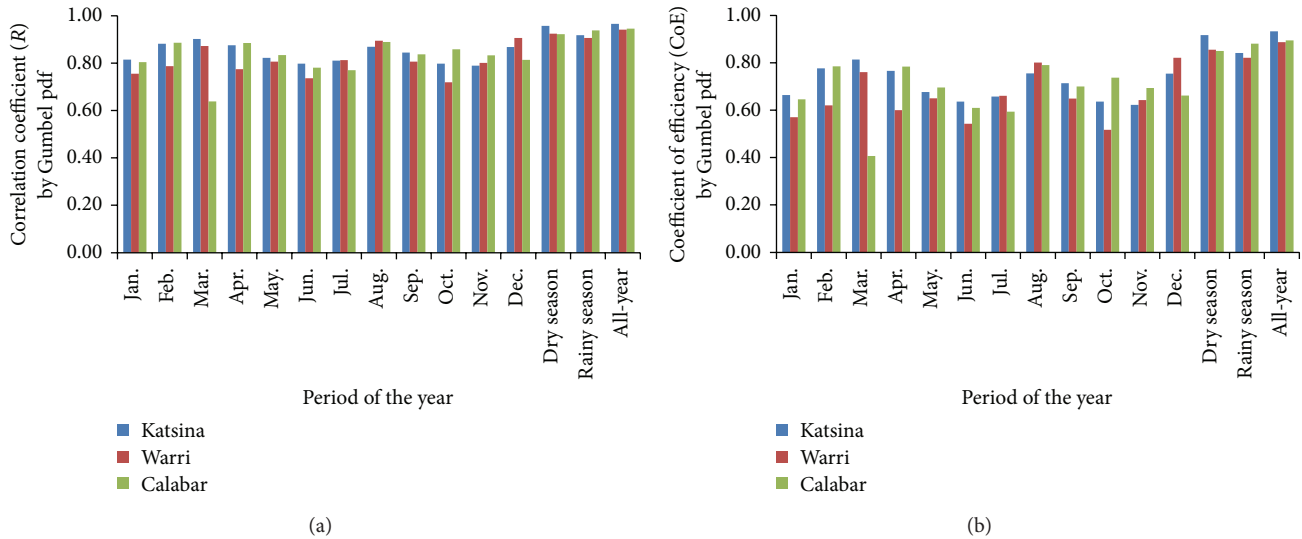 Correlation coefficient (R)
by Gumbel pdf
1.00
0.80
0.60
0.40
0.20
0.00
Jan.
Feb.
Mar.
Apr.
May.
Jun.
Jul.
Aug.
Sep.
Oct.
Nov.
Dec.
Dry season
Rainy season
All-year
Period of the year
Katsina
Warri
Calabar
(a)
Coefficient of efficiency (CoE)
by Gumbel pdf
1.00
0.80
0.60
0.40
0.20
0.00
Jan.
Feb.
Mar.
Apr.
May.
Jun.
Jul.
Aug.
Sep.
Oct.
Nov.
Dec.
Dry season
Rainy season
All-year
Period of the year
Katsina
Warri
Calabar
(b)